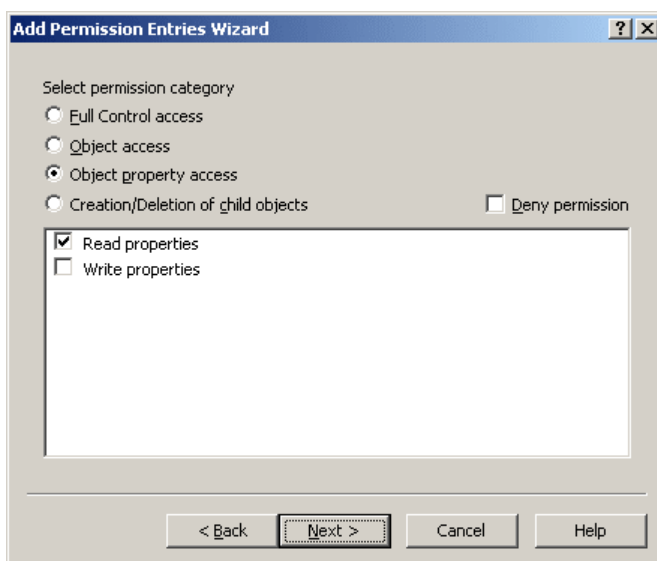 Add Permission Entries Wizard
Select permission category
Full Control access
Object access
Object property access
Creation/Deletion of child objects Deny permission
Read properties
Write properties
< Back Next > Cancel Help